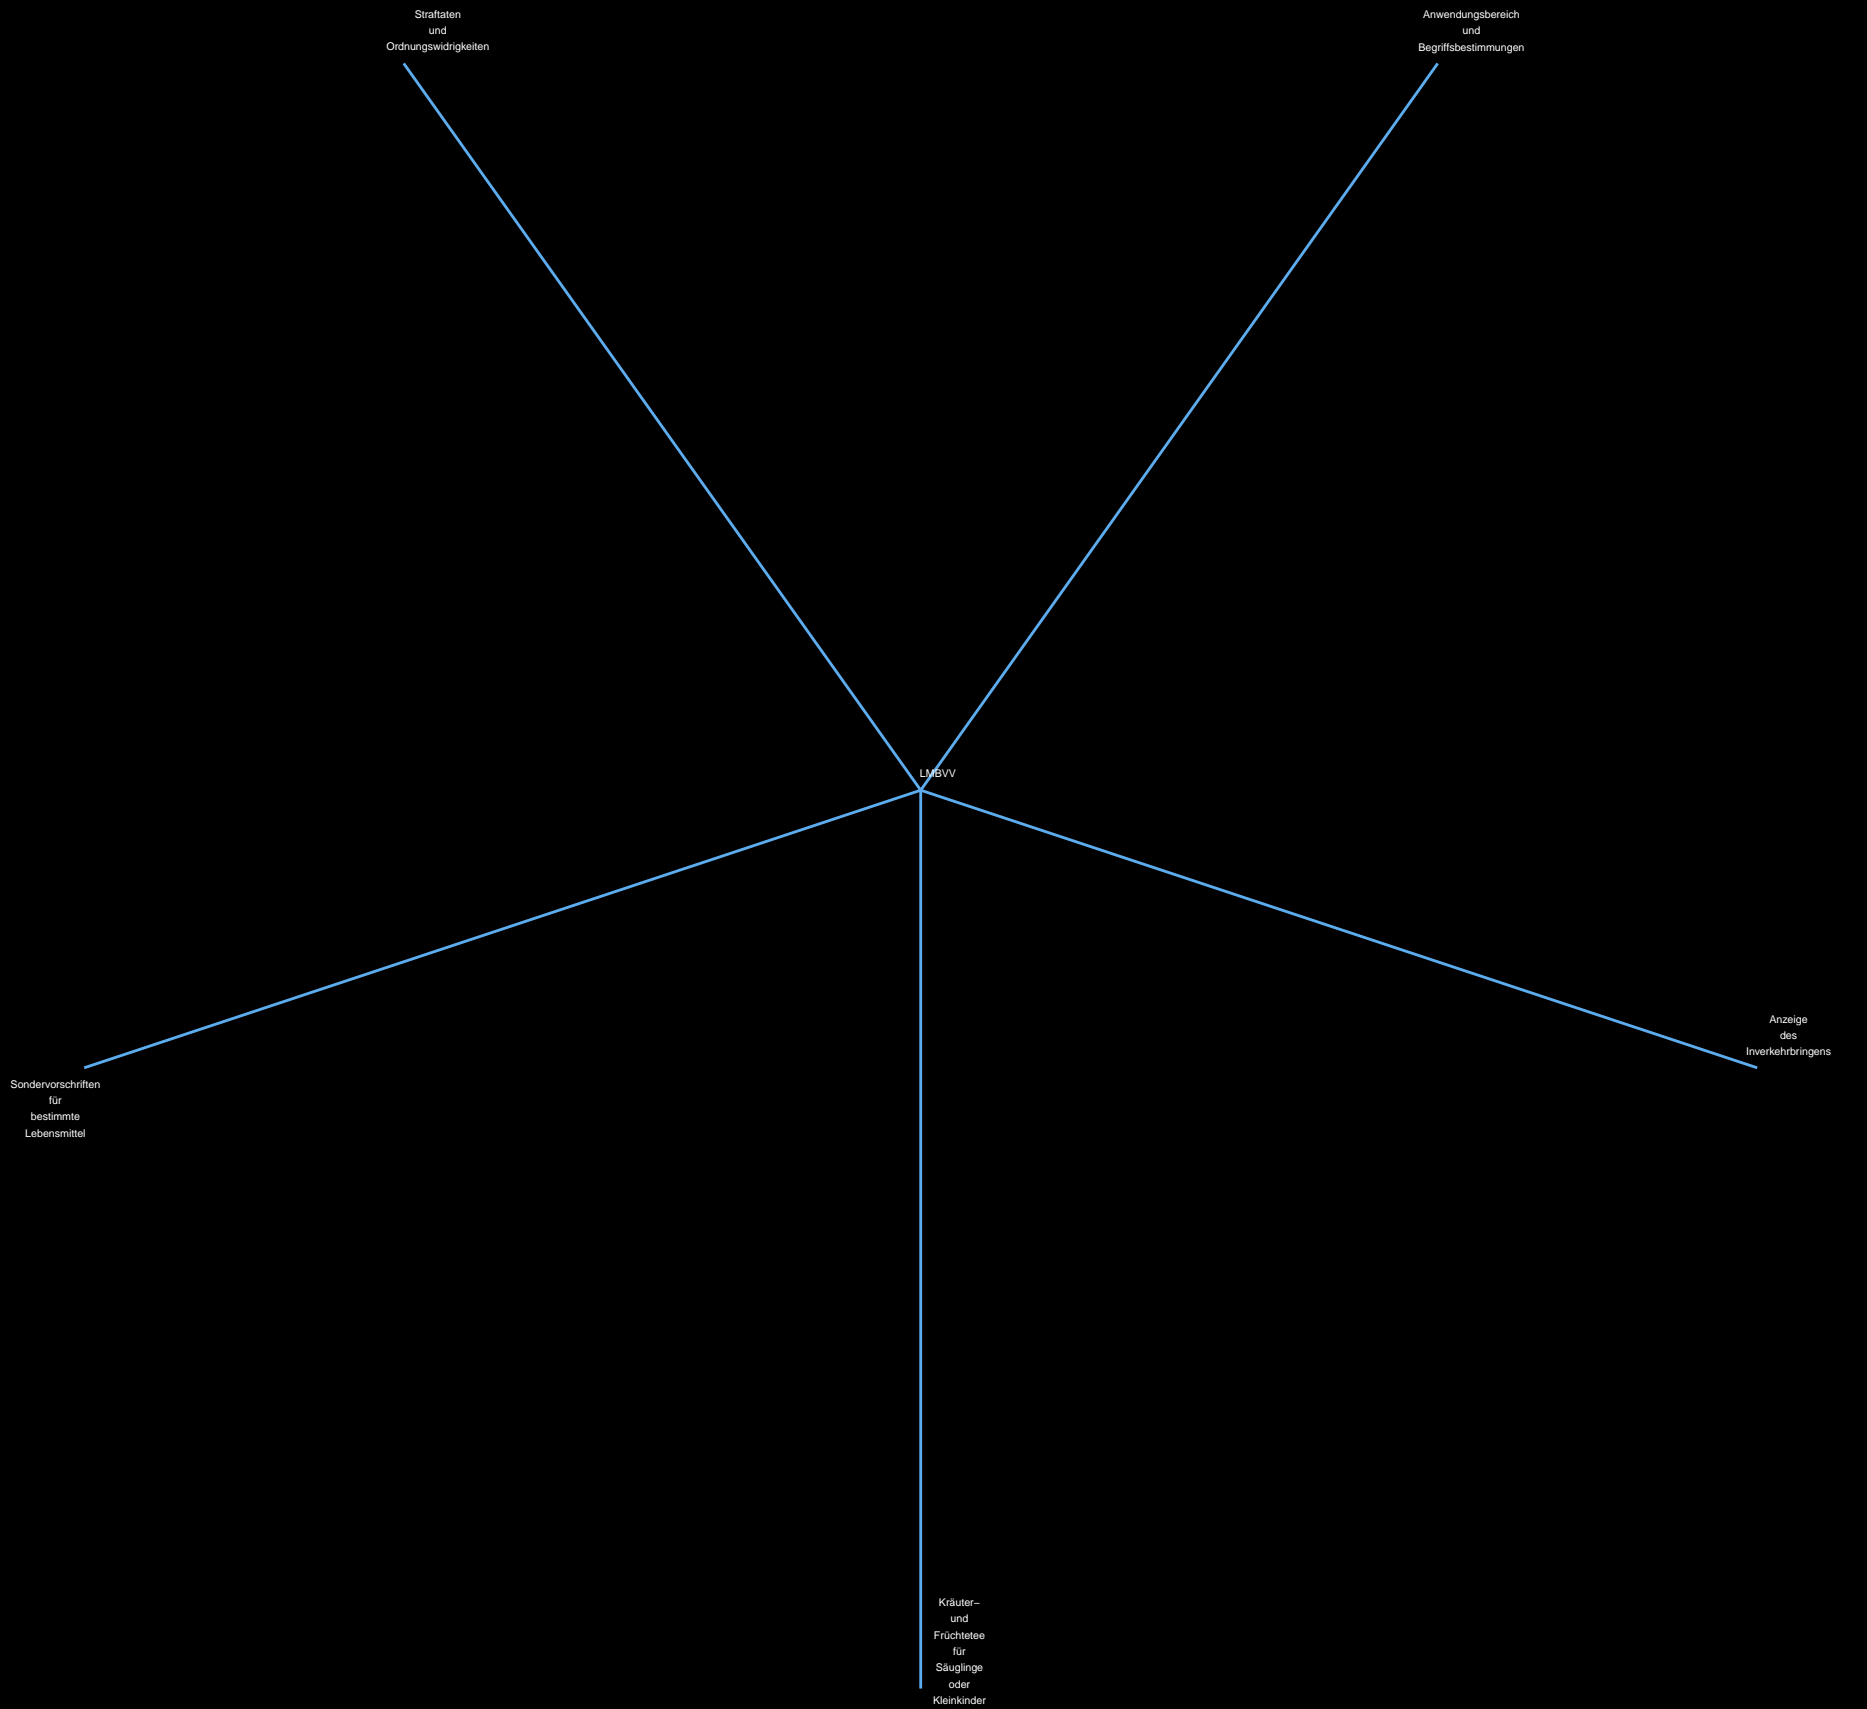 Straftaten
und
Ordnungswidrigkeiten
Anwendungsbereich
und
Begriffsbestimmungen
LMBVV
Anzeige
des
Inverkehrbringens
Sondervorschriften
für
bestimmte
Lebensmittel
Kräuter–
und
Früchtetee
für
Säuglinge
oder
Kleinkinder